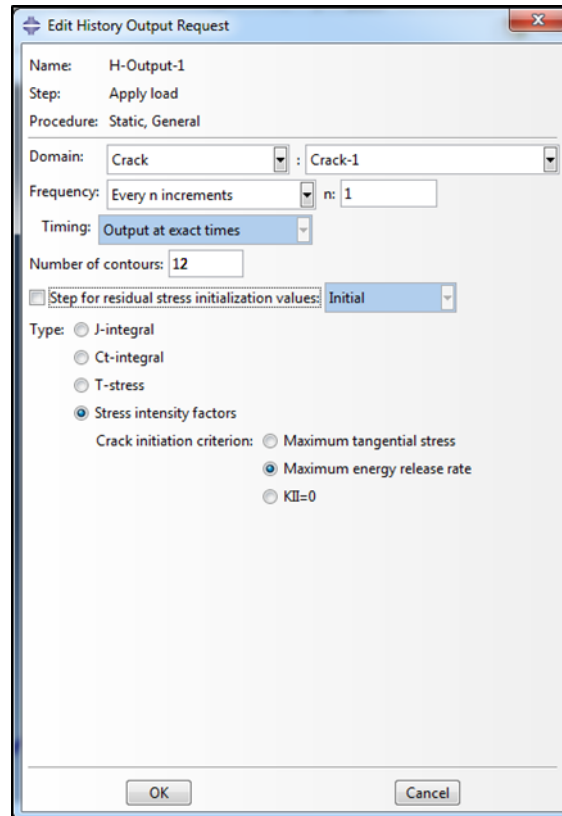 Edit History Output Request
Name: H-Output-1
Step: Apply load
Procedure: Static, General
Domain: Crack : Crack-1
Frequency: Every n increments n: 1
Timing: Output at exact times
Number of contours: 12
Step for residual stress initialization values: Initial
Type: J-integral
Ct-integral
T-stress
Stress intensity factors
Crack initiation criterion: Maximum tangential stress
Maximum energy release rate
KII=0
OK Cancel